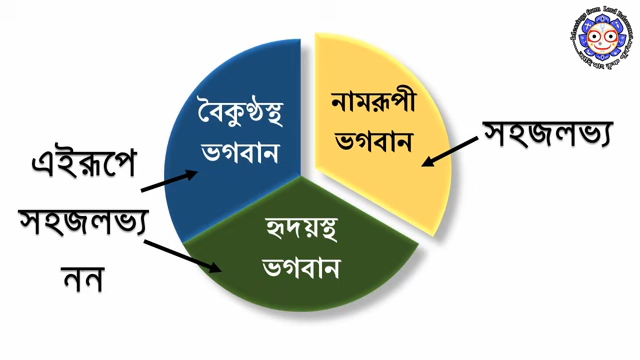 বৈকুণ্ঠস্থ
ভগবান
নামরূপী
ভগবান
সহজলভ্য
এইরূপে
সহজলভ্য
নন
হৃদয়স্থ
ভগবান